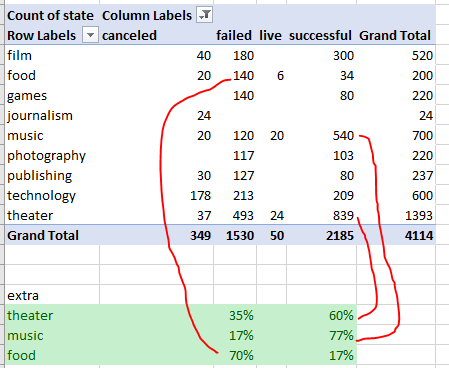 Count of state Column Labels
Row Labels canceled failed live successful Grand Total
film 40 180 300 520
food 20 140 6 34 200
games 140 80 220
journalism 24 24
music 20 120 20 540 700
photography 117 103 220
publishing 30 127 80 237
technology 178 213 209 600
theater 37 493 24 839 1393
Grand Total 349 1530 50 2185 4114
extra
theater 35% 60%
music 17% 77%
food 70% 17%